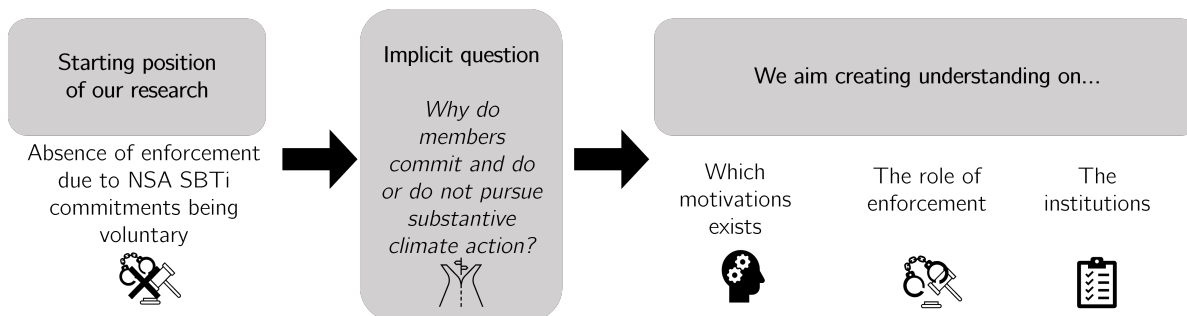 Starting position
of our research
Absence of enforcement
due to NSA SBTi
commitments being
voluntary
Implicit question
Why do
members
commit and do
or do not pursue
substantive
climate action?
We aim creating understanding on...
Which
motivations
exists
The role of
enforcement
The
institutions